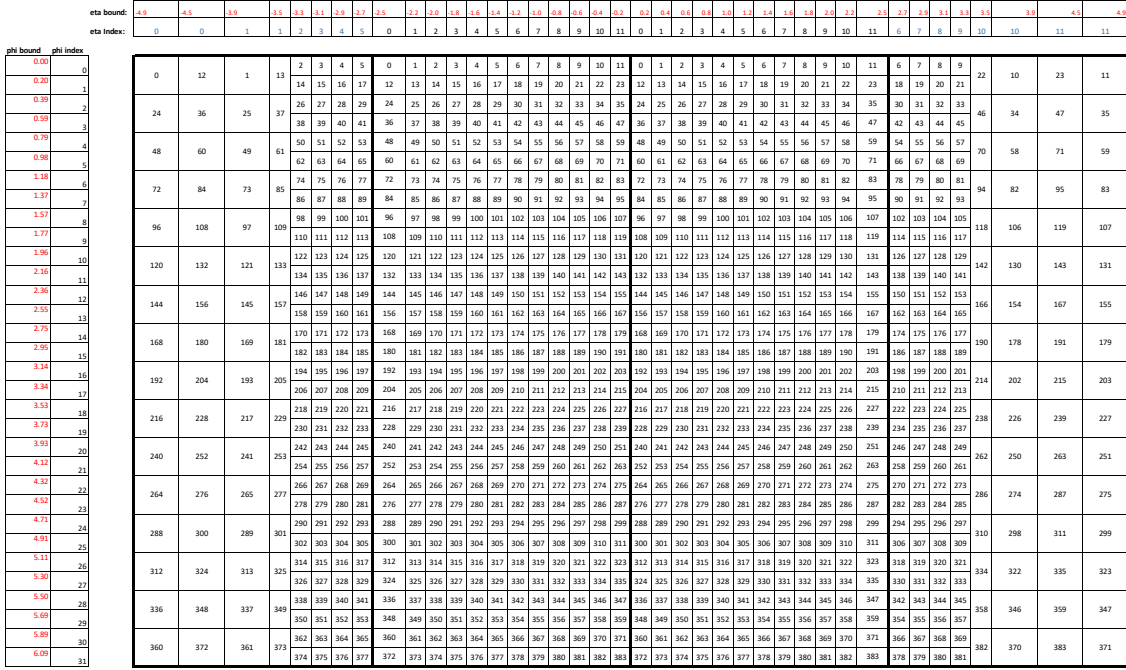 eta bound: -4.9 -4.5 -3.9 -3.5 -3.3 -3.1 -2.9 -2.7 -2.5 -2.2 -2.0 -1.8 -1.6 -1.4 -1.2 -1.0 -0.8 -0.6 -0.4 -0.2 0.2 0.4 0.6 0.8 1.0 1.2 1.4 1.6 1.8 2.0 2.2 2.5 2.7 2.9 3.1 3.3 3.5 3.9 4.5 4.9
eta Index: 0 0 1 1 2 3 4 5 0 1 2 3 4 5 6 7 8 9 10 11 0 1 2 3 4 5 6 7 8 9 10 11 6 7 8 9 10 10 11 11
phi bound phi index
0.00 0 0 12 1 13 2 3 4 5 0 1 2 3 4 5 6 7 8 9 10 11 0 1 2 3 4 5 6 7 8 9 10 11 6 7 8 9 22 10 23 11
0.20 1 14 15 16 17 12 13 14 15 16 17 18 19 20 21 22 23 12 13 14 15 16 17 18 19 20 21 22 23 18 19 20 21
0.39 2 24 36 25 37 26 27 28 29 24 25 26 27 28 29 30 31 32 33 34 35 24 25 26 27 28 29 30 31 32 33 34 35 30 31 32 33 46 34 47 35
0.59 3 38 39 40 41 36 37 38 39 40 41 42 43 44 45 46 47 36 37 38 39 40 41 42 43 44 45 46 47 42 43 44 45
0.79 4 48 60 49 61 50 51 52 53 48 49 50 51 52 53 54 55 56 57 58 59 48 49 50 51 52 53 54 55 56 57 58 59 54 55 56 57 70 58 71 59
0.98 5 62 63 64 65 60 61 62 63 64 65 66 67 68 69 70 71 60 61 62 63 64 65 66 67 68 69 70 71 66 67 68 69
1.18 6 72 84 73 85 74 75 76 77 72 73 74 75 76 77 78 79 80 81 82 83 72 73 74 75 76 77 78 79 80 81 82 83 78 79 80 81 94 82 95 83
1.37 7 86 87 88 89 84 85 86 87 88 89 90 91 92 93 94 95 84 85 86 87 88 89 90 91 92 93 94 95 90 91 92 93
1.57 8 96 108 97 109 98 99 100 101 96 97 98 99 100 101 102 103 104 105 106 107 96 97 98 99 100 101 102 103 104 105 106 107 102 103 104 105 118 106 119 107
1.77 9 110 111 112 113 108 109 110 111 112 113 114 115 116 117 118 119 108 109 110 111 112 113 114 115 116 117 118 119 114 115 116 117
1.96 10 120 132 121 133 122 123 124 125 120 121 122 123 124 125 126 127 128 129 130 131 120 121 122 123 124 125 126 127 128 129 130 131 126 127 128 129 142 130 143 131
2.16 11 134 135 136 137 132 133 134 135 136 137 138 139 140 141 142 143 132 133 134 135 136 137 138 139 140 141 142 143 138 139 140 141
2.36 12 144 156 145 157 146 147 148 149 144 145 146 147 148 149 150 151 152 153 154 155 144 145 146 147 148 149 150 151 152 153 154 155 150 151 152 153 166 154 167 155
2.55 13 158 159 160 161 156 157 158 159 160 161 162 163 164 165 166 167 156 157 158 159 160 161 162 163 164 165 166 167 162 163 164 165
2.75 14 168 180 169 181 170 171 172 173 168 169 170 171 172 173 174 175 176 177 178 179 168 169 170 171 172 173 174 175 176 177 178 179 174 175 176 177 190 178 191 179
2.95 15 182 183 184 185 180 181 182 183 184 185 186 187 188 189 190 191 180 181 182 183 184 185 186 187 188 189 190 191 186 187 188 189
3.14 16 192 204 193 205 194 195 196 197 192 193 194 195 196 197 198 199 200 201 202 203 192 193 194 195 196 197 198 199 200 201 202 203 198 199 200 201 214 202 215 203
3.34 17 206 207 208 209 204 205 206 207 208 209 210 211 212 213 214 215 204 205 206 207 208 209 210 211 212 213 214 215 210 211 212 213
3.53 18 216 228 217 229 218 219 220 221 216 217 218 219 220 221 222 223 224 225 226 227 216 217 218 219 220 221 222 223 224 225 226 227 222 223 224 225 238 226 239 227
3.73 19 230 231 232 233 228 229 230 231 232 233 234 235 236 237 238 239 228 229 230 231 232 233 234 235 236 237 238 239 234 235 236 237
3.93 20 240 252 241 253 242 243 244 245 240 241 242 243 244 245 246 247 248 249 250 251 240 241 242 243 244 245 246 247 248 249 250 251 246 247 248 249 262 250 263 251
4.12 21 254 255 256 257 252 253 254 255 256 257 258 259 260 261 262 263 252 253 254 255 256 257 258 259 260 261 262 263 258 259 260 261
4.32 22 264 276 265 277 266 267 268 269 264 265 266 267 268 269 270 271 272 273 274 275 264 265 266 267 268 269 270 271 272 273 274 275 270 271 272 273 286 274 287 275
4.52 23 278 279 280 281 276 277 278 279 280 281 282 283 284 285 286 287 276 277 278 279 280 281 282 283 284 285 286 287 282 283 284 285
4.71 24 288 300 289 301 290 291 292 293 288 289 290 291 292 293 294 295 296 297 298 299 288 289 290 291 292 293 294 295 296 297 298 299 294 295 296 297 310 298 311 299
4.91 25 302 303 304 305 300 301 302 303 304 305 306 307 308 309 310 311 300 301 302 303 304 305 306 307 308 309 310 311 306 307 308 309
5.11 26 312 324 313 325 314 315 316 317 312 313 314 315 316 317 318 319 320 321 322 323 312 313 314 315 316 317 318 319 320 321 322 323 318 319 320 321 334 322 335 323
5.30 27 326 327 328 329 324 325 326 327 328 329 330 331 332 333 334 335 324 325 326 327 328 329 330 331 332 333 334 335 330 331 332 333
5.50 28 336 348 337 349 338 339 340 341 336 337 338 339 340 341 342 343 344 345 346 347 336 337 338 339 340 341 342 343 344 345 346 347 342 343 344 345 358 346 359 347
5.69 29 350 351 352 353 348 349 350 351 352 353 354 355 356 357 358 359 348 349 350 351 352 353 354 355 356 357 358 359 354 355 356 357
5.89 30 360 372 361 373 362 363 364 365 360 361 362 363 364 365 366 367 368 369 370 371 360 361 362 363 364 365 366 367 368 369 370 371 366 367 368 369 382 370 383 371
6.09 31 374 375 376 377 372 373 374 375 376 377 378 379 380 381 382 383 372 373 374 375 376 377 378 379 380 381 382 383 378 379 380 381